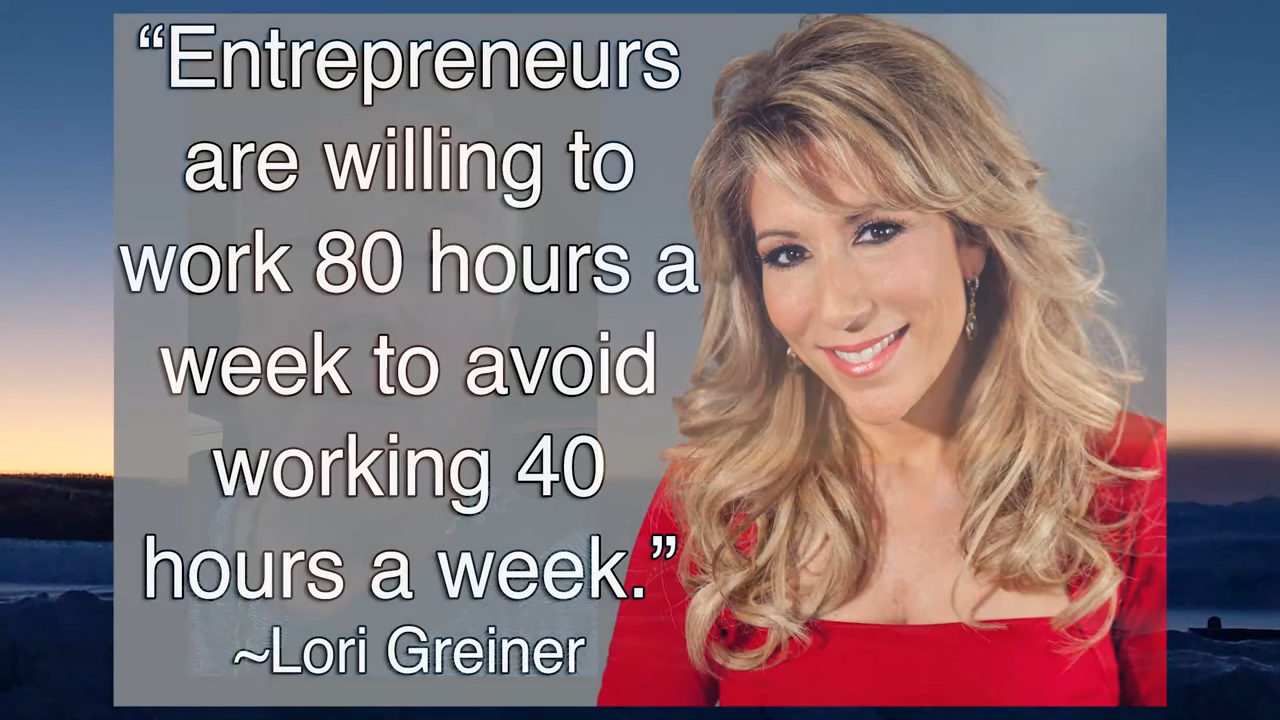 “Entrepreneurs
are willing to
work 80 hours a
week to avoid
working 40
hours a week.”
~Lori Greiner